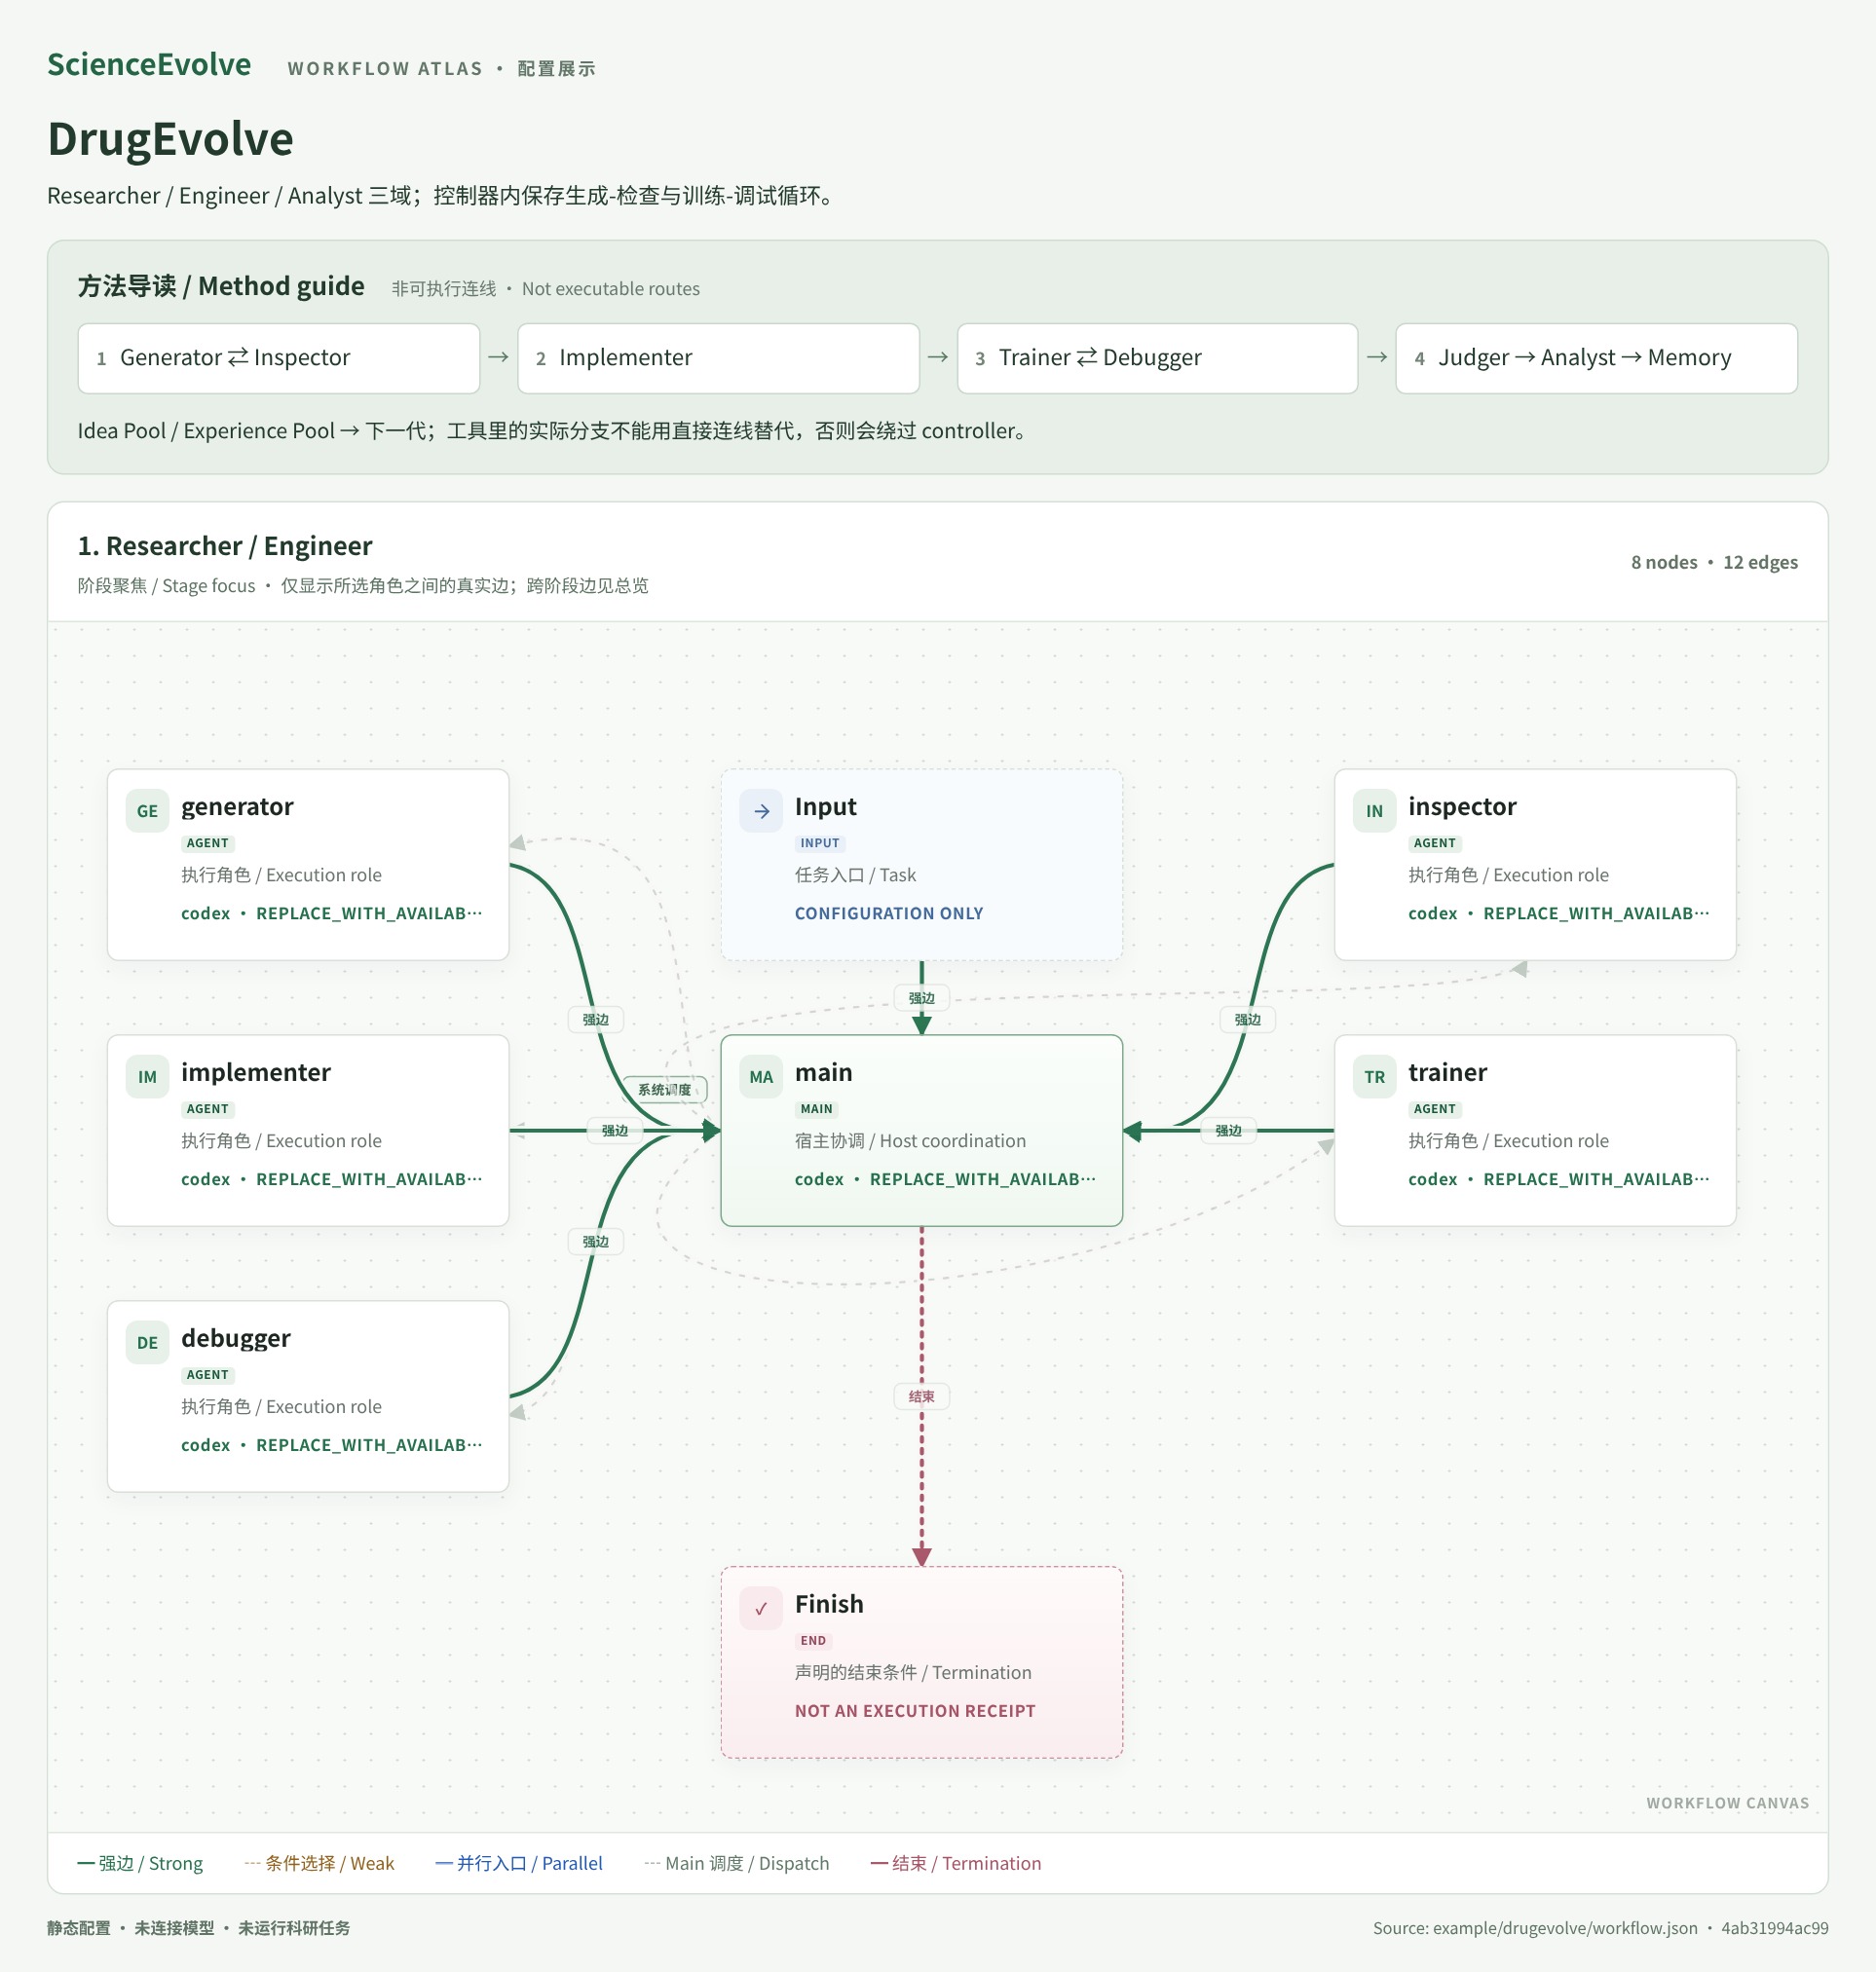 ScienceEvolve WORKFLOW ATLAS • 配置展示
DrugEvolve
Researcher / Engineer / Analyst 三域；控制器内保存生成-检查与训练-调试循环。
方法导读 / Method guide 非可执行连线 • Not executable routes
1 Generator ⇄ Inspector → 2 Implementer → 3 Trainer ⇄ Debugger → 4 Judger → Analyst → Memory
Idea Pool / Experience Pool → 下一代；工具里的实际分支不能用直接连线替代，否则会绕过 controller。
1. Researcher / Engineer
阶段聚焦 / Stage focus • 仅显示所选角色之间的真实边；跨阶段边见总览
8 nodes • 12 edges
GE generator
AGENT
执行角色 / Execution role
codex • REPLACE_WITH_AVAILAB···
→ Input
INPUT
任务入口 / Task
CONFIGURATION ONLY
IN inspector
AGENT
执行角色 / Execution role
codex • REPLACE_WITH_AVAILAB···
强边
强边
强边
IM implementer
AGENT
执行角色 / Execution role
codex • REPLACE_WITH_AVAILAB···
系统调度
强边
MA main
MAIN
宿主协调 / Host coordination
codex • REPLACE_WITH_AVAILAB···
强边
TR trainer
AGENT
执行角色 / Execution role
codex • REPLACE_WITH_AVAILAB···
强边
DE debugger
AGENT
执行角色 / Execution role
codex • REPLACE_WITH_AVAILAB···
结束
✓ Finish
END
声明的结束条件 / Termination
NOT AN EXECUTION RECEIPT
WORKFLOW CANVAS
强边 / Strong 条件选择 / Weak 并行入口 / Parallel Main 调度 / Dispatch 结束 / Termination
静态配置 • 未连接模型 • 未运行科研任务
Source: example/drugevolve/workflow.json • 4ab31994ac99